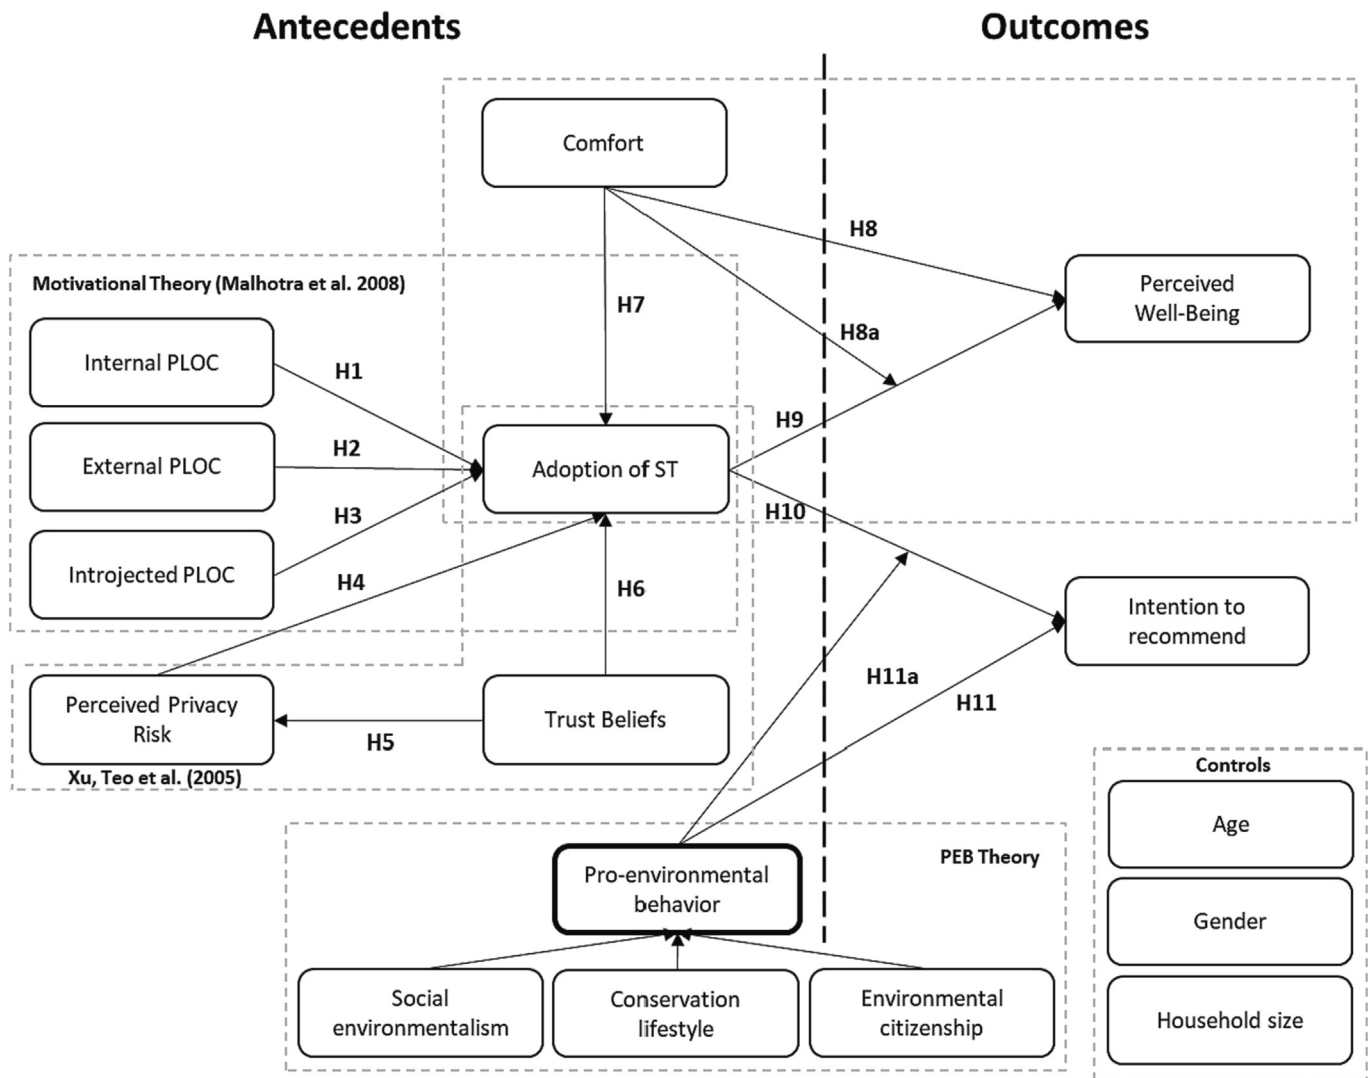 Antecedents
Outcomes
Comfort
H8
Motivational Theory (Malhotra et al. 2008)
Perceived
Well-Being
H7
H8a
Internal PLOC
H1
H9
External PLOC
H2
Adoption of ST
H10
Introjected PLOC
H3
H4
H6
Intention to
recommend
H11a
H11
Perceived Privacy
Risk
H5
Trust Beliefs
Xu, Teo et al. (2005)
Controls
Age
Gender
Household size
PEB Theory
Pro-environmental
behavior
Social
environmentalism
Conservation
lifestyle
Environmental
citizenship